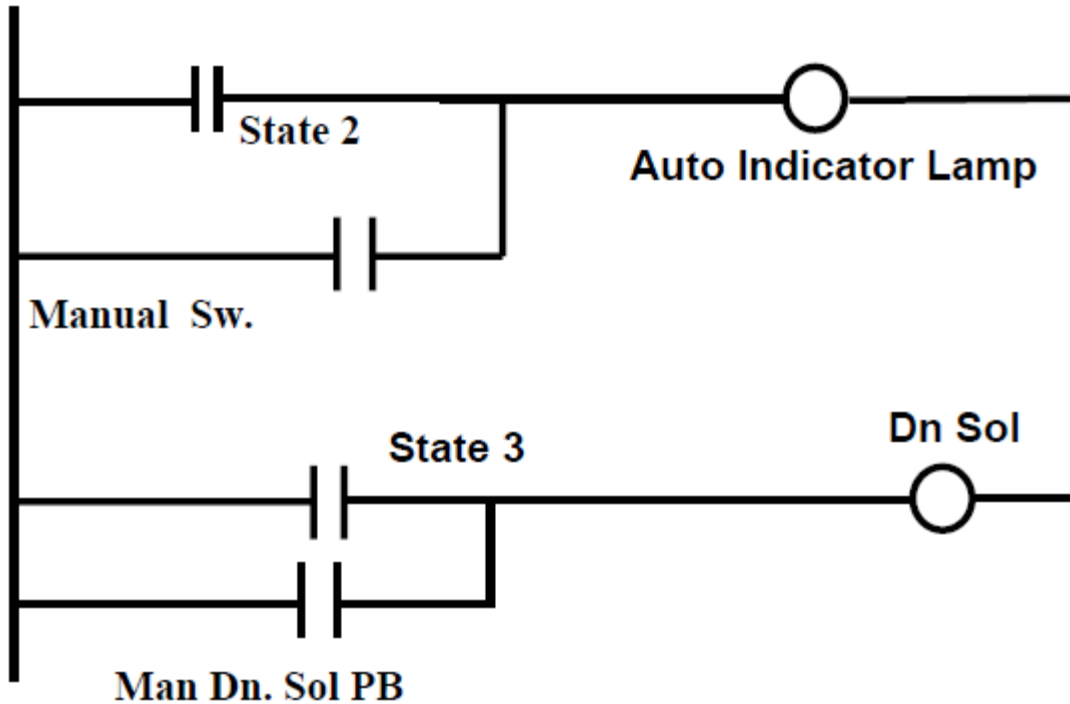 State 2
Auto Indicator Lamp
Manual Sw.
State 3
Dn Sol
Man Dn. Sol PB